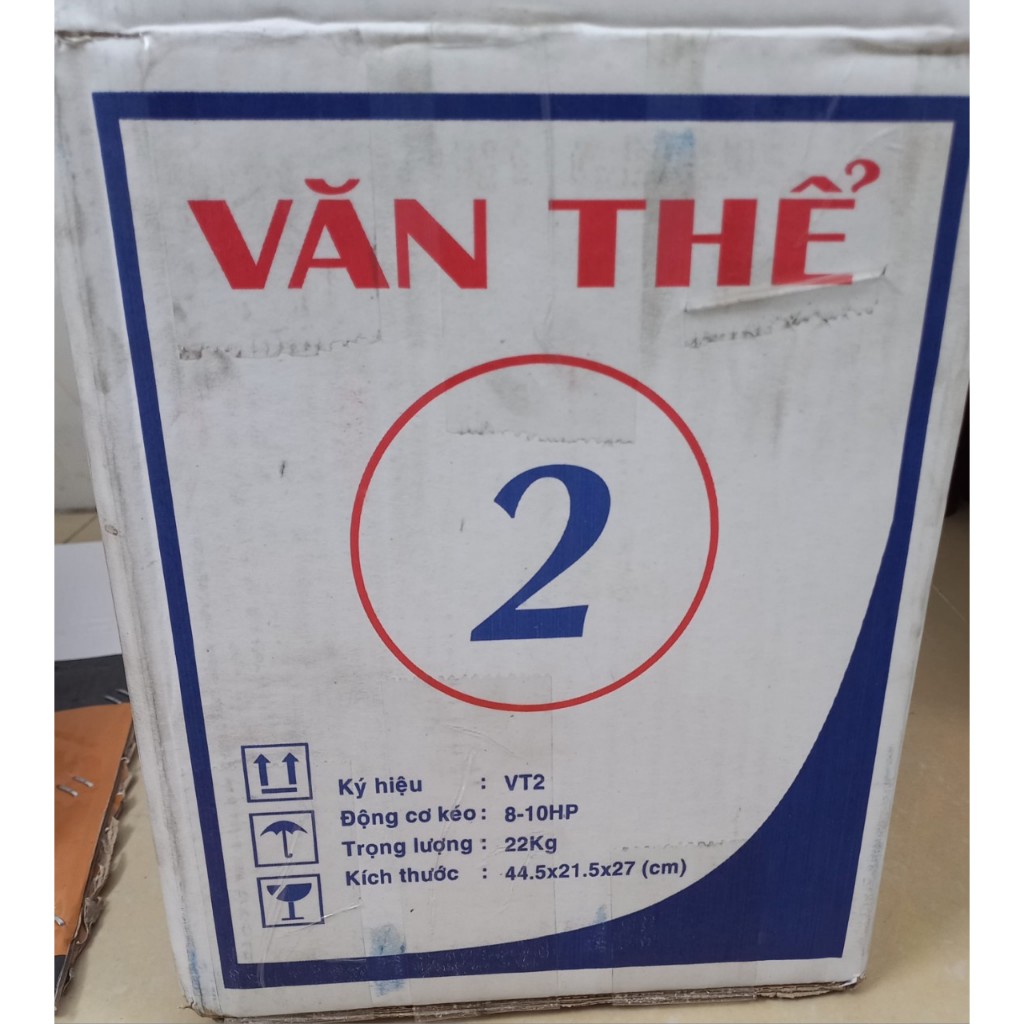 VĂN THỂ
2
Ký hiệu : VT2
Động cơ kéo : 8-10HP
Trọng lượng : 22Kg
Kích thước : 44.5x21.5x27 (cm)